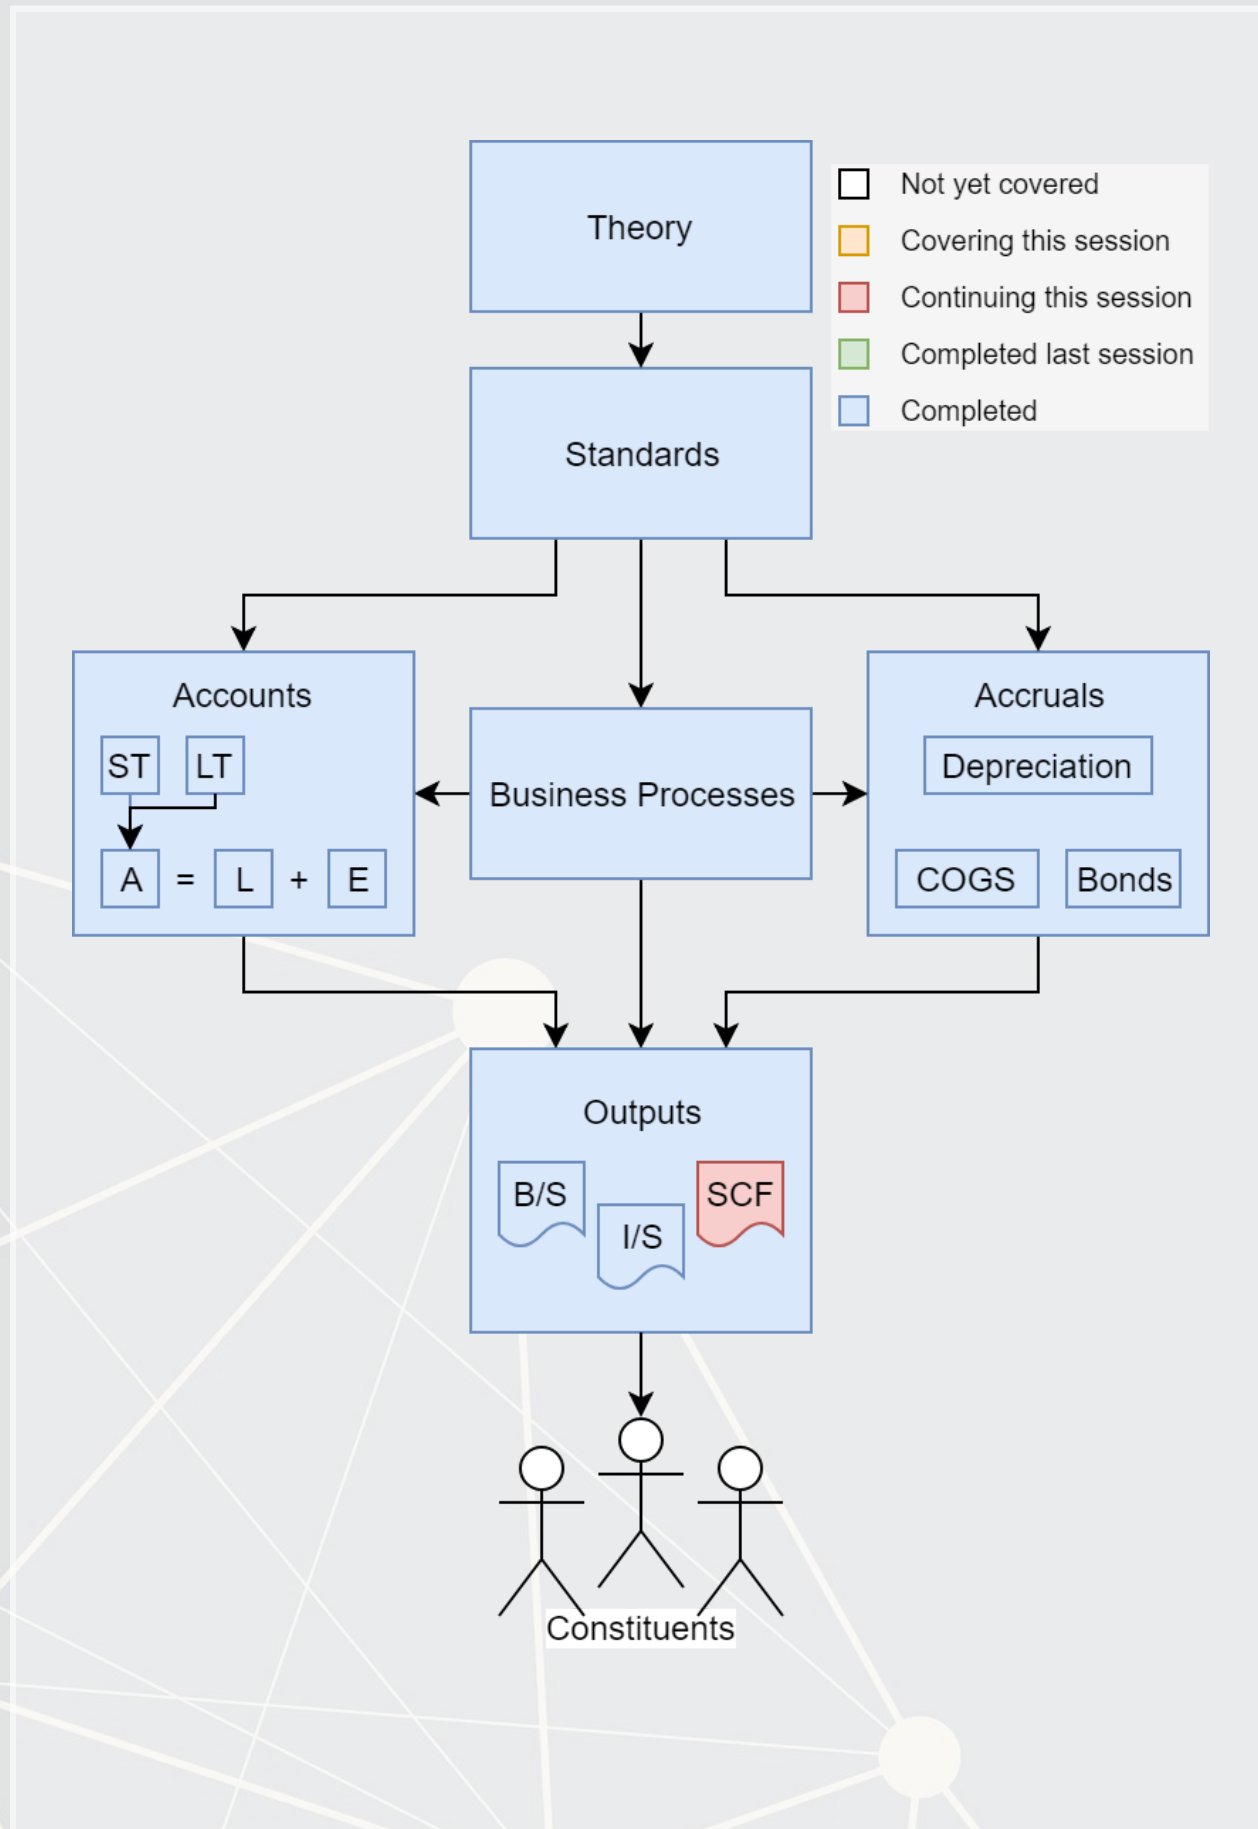 Theory
Not yet covered
Covering this session
Continuing this session
Completed last session
Completed
Standards
Accounts
ST LT
A = L + E
Business Processes
Accruals
Depreciation
COGS Bonds
Outputs
B/S
I/S
SCF
Constituents